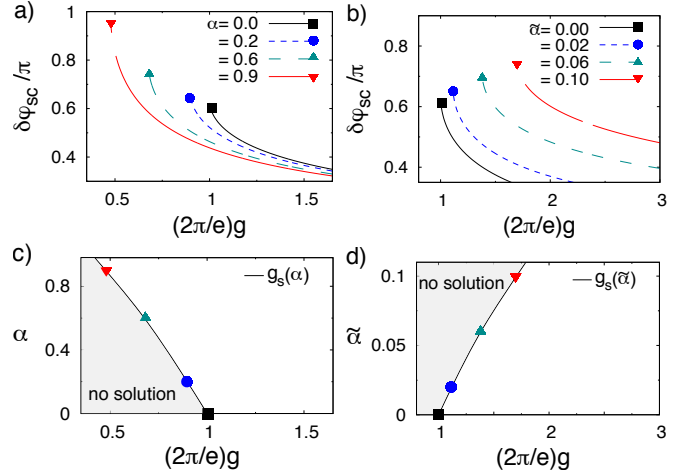 a)
δφsc/π
1
0.8
0.6
0.4
0.5
1
1.5
(2π/e)g
α= 0.0
= 0.2
= 0.6
= 0.9
b)
δφsc/π
0.8
0.6
0.4
1
2
3
(2π/e)g
α̃= 0.00
= 0.02
= 0.06
= 0.10
c)
α
0.8
0.4
0
0.5
1
1.5
(2π/e)g
gs(α)
no solution
d)
α̃
0.1
0.05
0
1
2
3
(2π/e)g
no solution
gs(α̃)